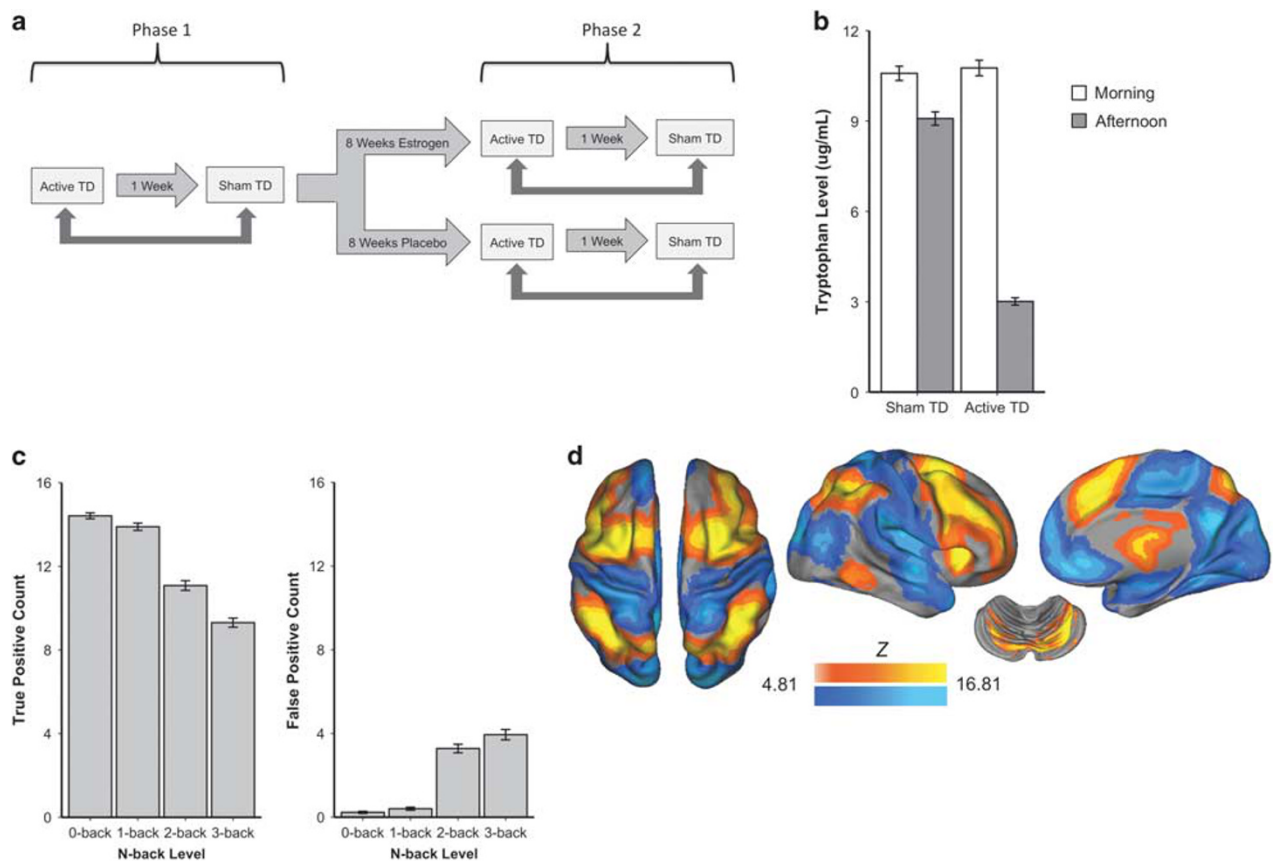 a
Phase 1
Phase 2
8 Weeks Estrogen
Active TD
1 Week
Sham TD
Active TD
1 Week
Sham TD
8 Weeks Placebo
Active TD
1 Week
Sham TD
b
Tryptophan Level (ug/mL)
12
9
6
3
0
Sham TD
Active TD
Morning
Afternoon
c
True Positive Count
16
12
8
4
0
0-back 1-back 2-back 3-back
N-back Level
False Positive Count
16
12
8
4
0
0-back 1-back 2-back 3-back
N-back Level
d
Z
4.81
16.81